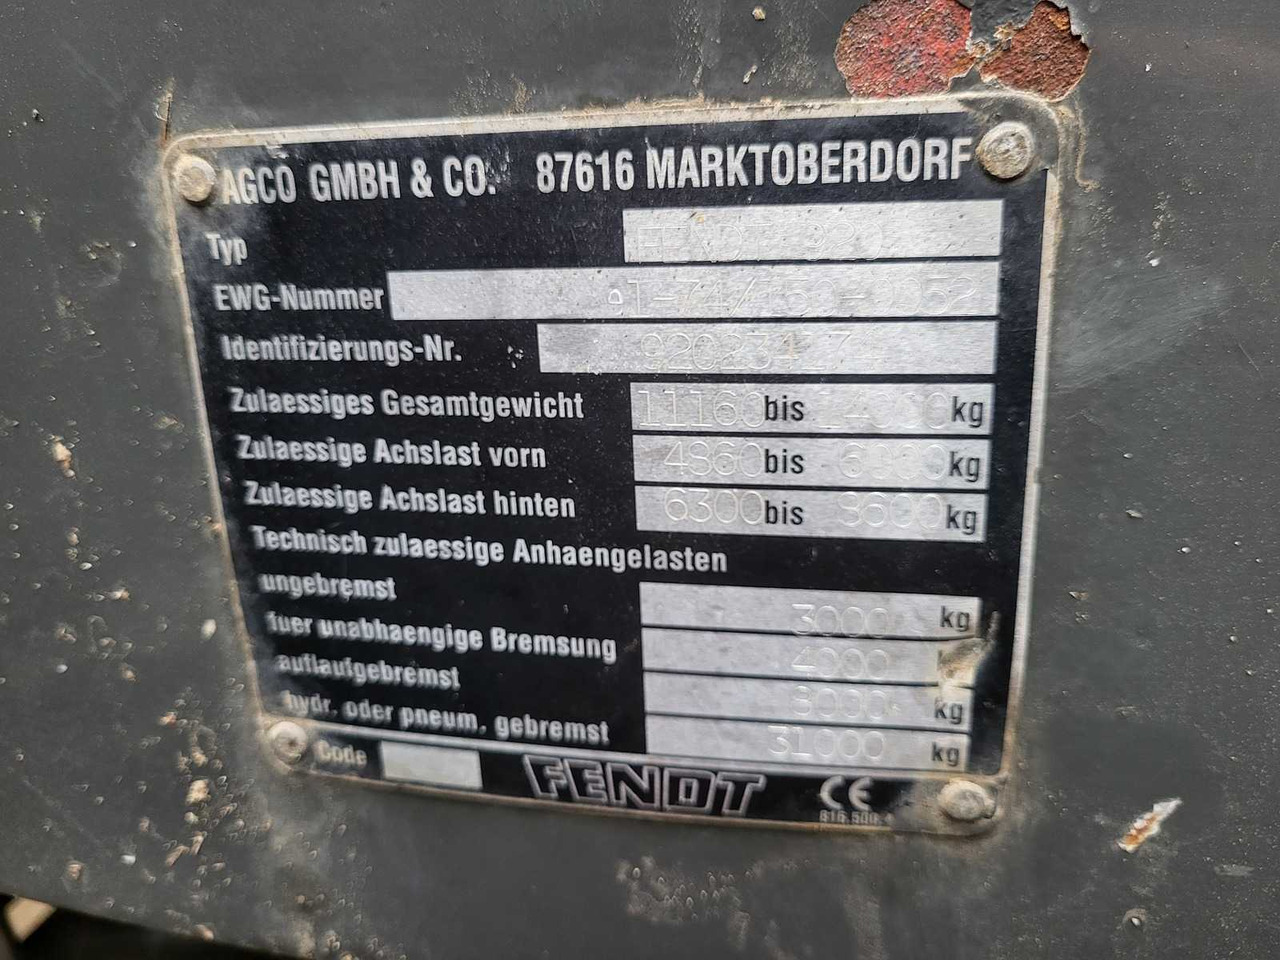 AGCO GMBH & CO. 87616 MARKTOBERDORF
Typ FENDT
EWG-Nummer
Identifizierungs-Nr.
Zulaessiges Gesamtgewicht 11160 bis 14000 kg
Zulaessige Achslast vorn 4860 bis kg
Zulaessige Achslast hinten 6300 bis kg
Technisch zulaessige Anhaengelasten
ungebremst 3000 kg
fuer unabhaengige Bremsung 4000
auflaufgebremst kg
hydr. oder pneum. gebremst 31000 kg
Code FENDT CE